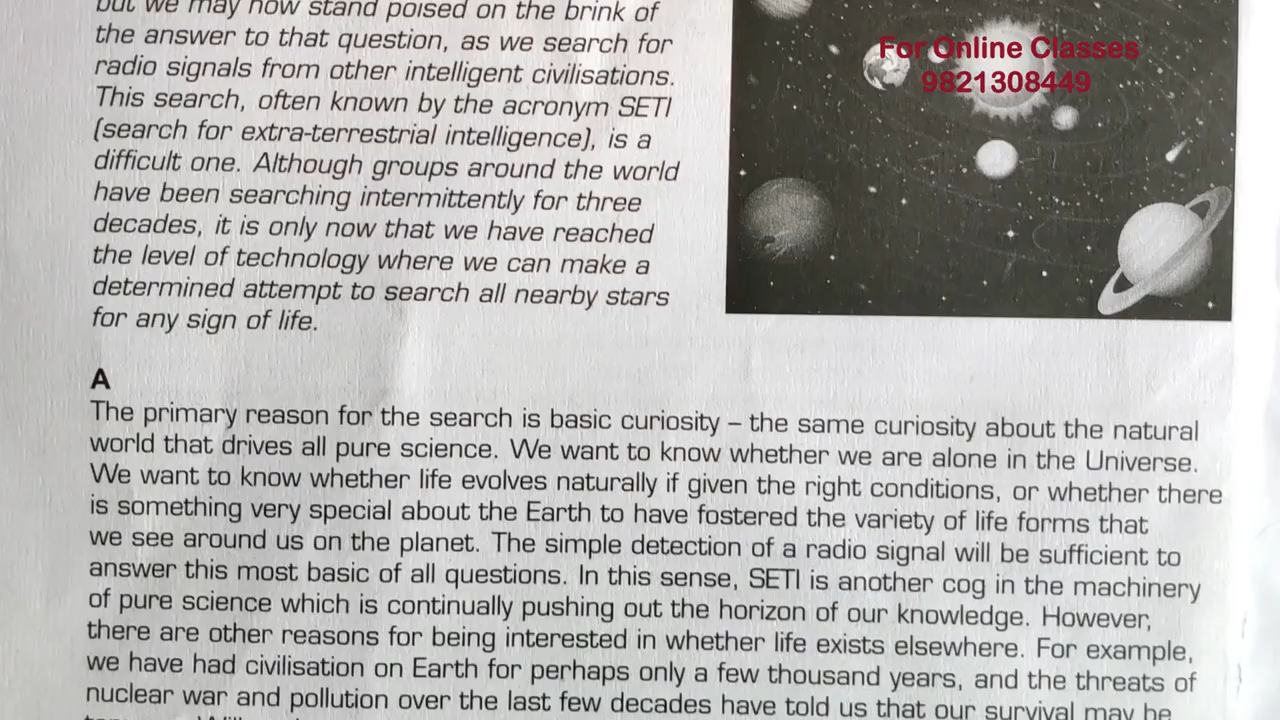 but we may now stand poised on the brink of
the answer to that question, as we search for
radio signals from other intelligent civilisations.
This search, often known by the acronym SETI
(search for extra-terrestrial intelligence), is a
difficult one. Although groups around the world
have been searching intermittently for three
decades, it is only now that we have reached
the level of technology where we can make a
determined attempt to search all nearby stars
for any sign of life.
For Online Classes
9821308449
A
The primary reason for the search is basic curiosity – the same curiosity about the natural
world that drives all pure science. We want to know whether we are alone in the Universe.
We want to know whether life evolves naturally if given the right conditions, or whether there
is something very special about the Earth to have fostered the variety of life forms that
we see around us on the planet. The simple detection of a radio signal will be sufficient to
answer this most basic of all questions. In this sense, SETI is another cog in the machinery
of pure science which is continually pushing out the horizon of our knowledge. However,
there are other reasons for being interested in whether life exists elsewhere. For example,
we have had civilisation on Earth for perhaps only a few thousand years, and the threats of
nuclear war and pollution over the last few decades have told us that our survival may be